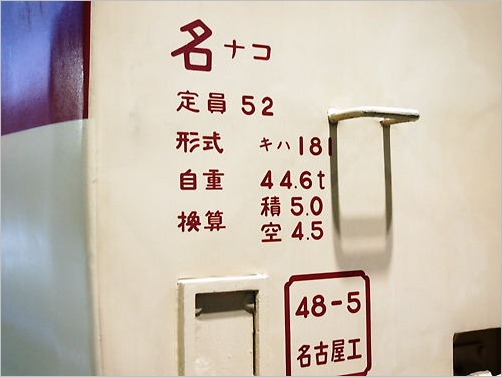 名ナコ
定員 52
形式 キハ181
自重 44.6t
換算 積 5.0
空 4.5
48-5
名古屋工